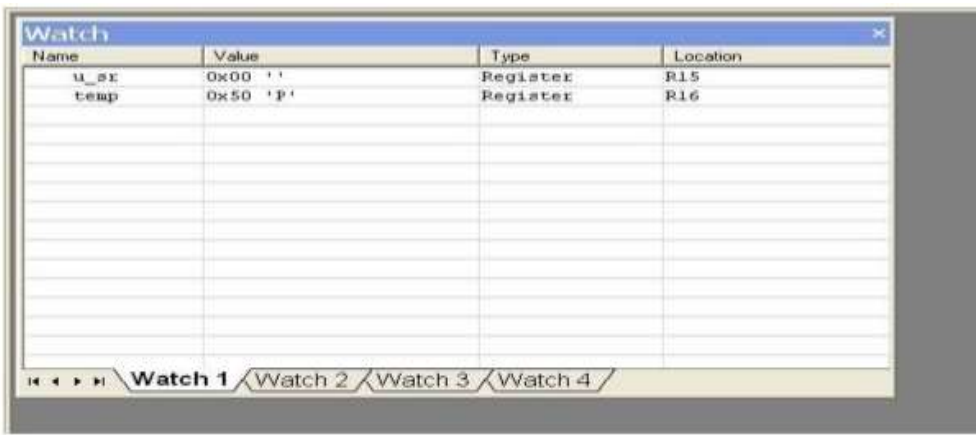 Watch
Name Value Type Location
u_sr 0x00 '' Register R15
temp 0x50 'P' Register R16
Watch 1 Watch 2 Watch 3 Watch 4